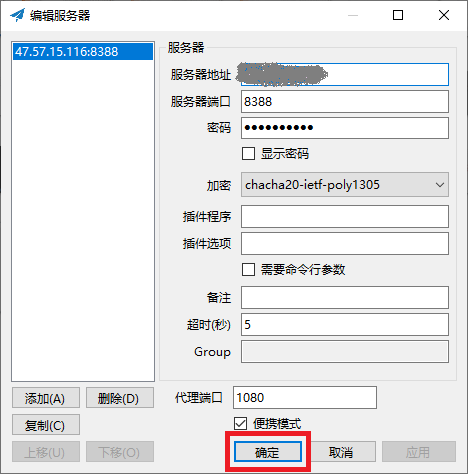 编辑服务器
47.57.15.116:8388
服务器
服务器地址
服务器端口 8388
密码 ●●●●●●●●●●
显示密码
加密 chacha20-ietf-poly1305
插件程序
插件选项
需要命令行参数
备注
超时(秒) 5
Group
添加(A) 删除(D) 代理端口 1080
复制(C) 便携模式
上移(U) 下移(O) 确定 取消 应用